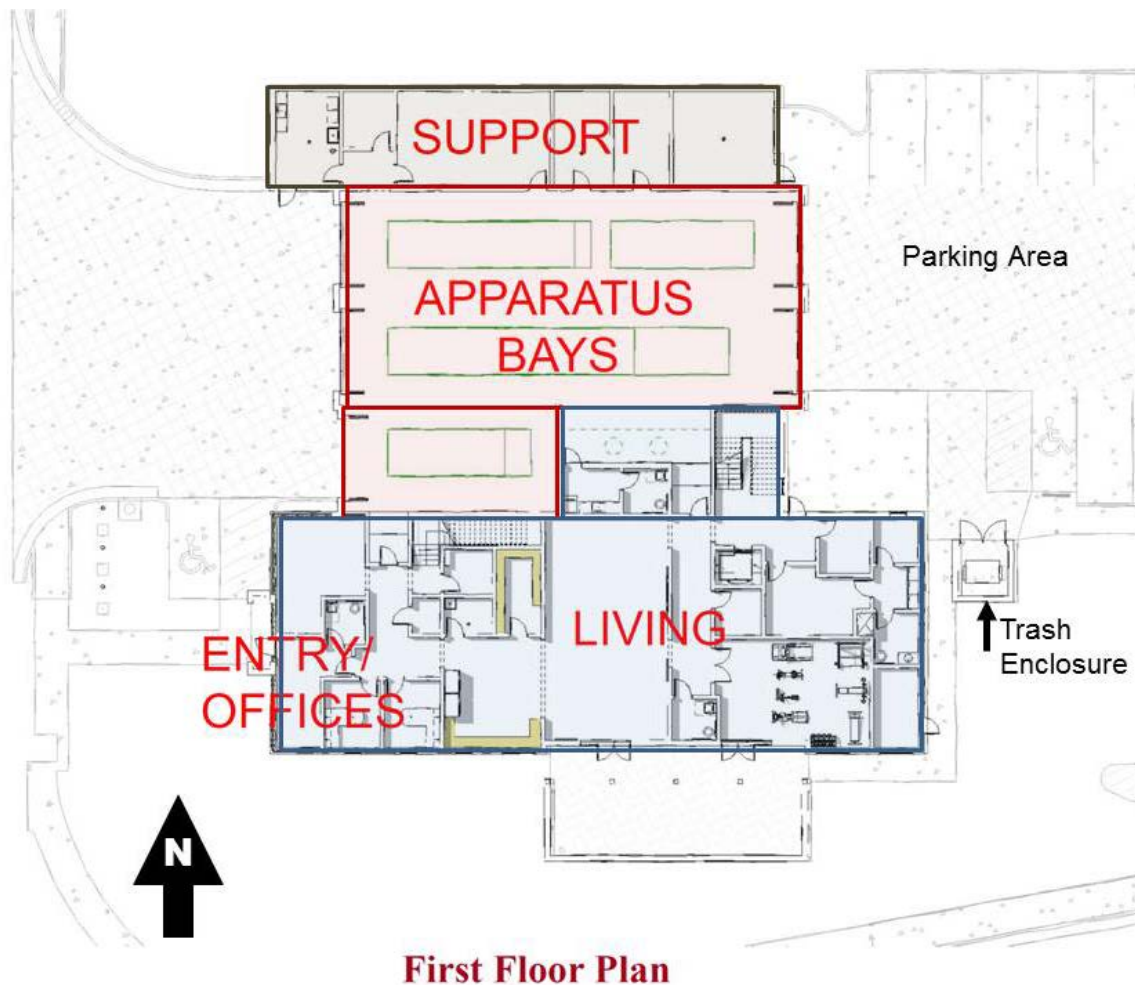 SUPPORT
Parking Area
APPARATUS
BAYS
LIVING
ENTRY/
OFFICES
Trash
Enclosure
N
First Floor Plan